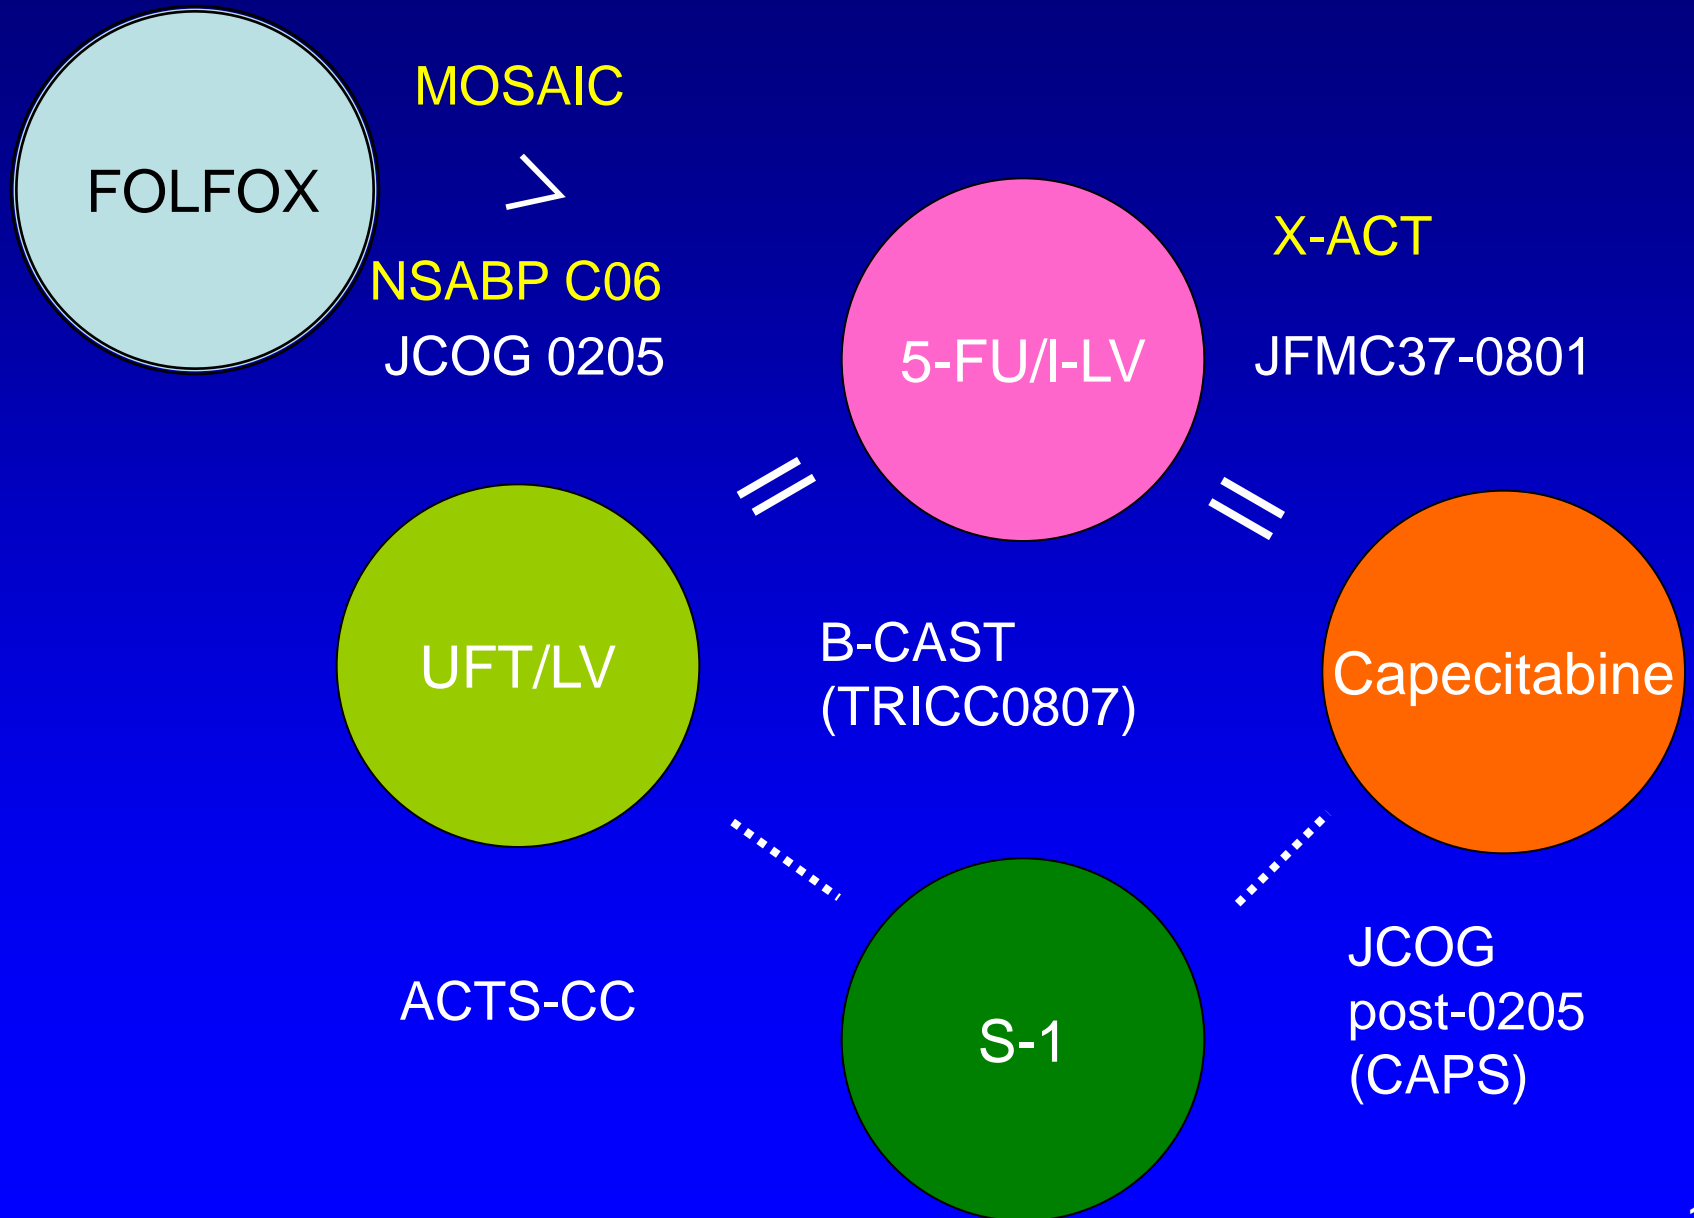 MOSAIC
FOLFOX
>
NSABP C06
JCOG 0205
X-ACT
5-FU/l-LV
JFMC37-0801
=
=
UFT/LV
B-CAST
(TRICC0807)
Capecitabine
ACTS-CC
S-1
JCOG
post-0205
(CAPS)